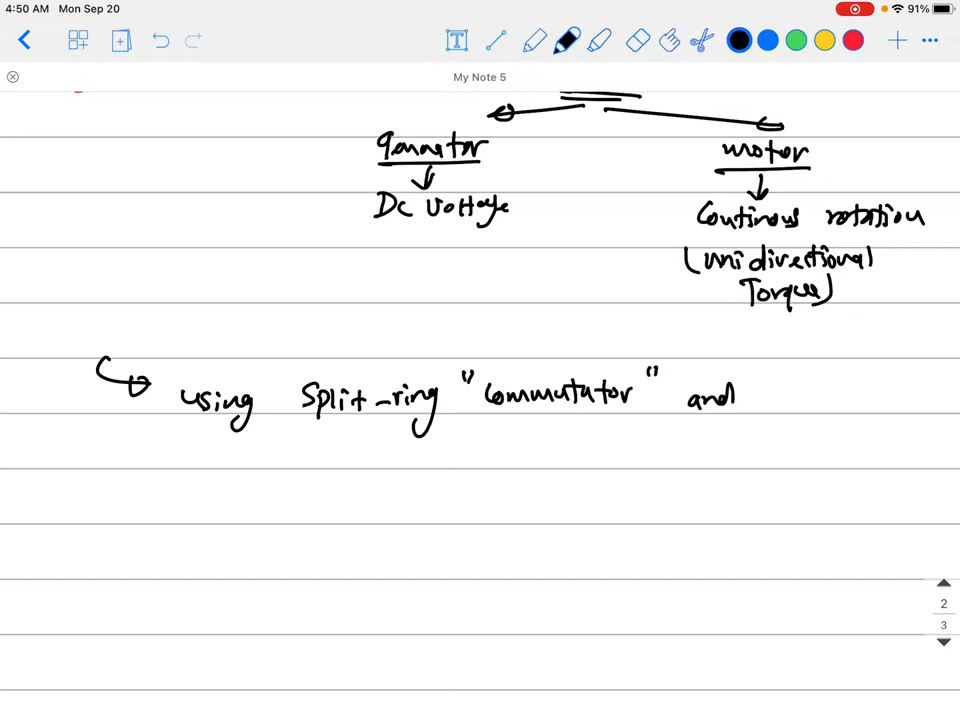 4:50 AM Mon Sep 20
91%
My Note 5
generator
motor
DC Voltage
Continous rotation
(unidirectional
Torque)
using split-ring "commutator" and
2
3